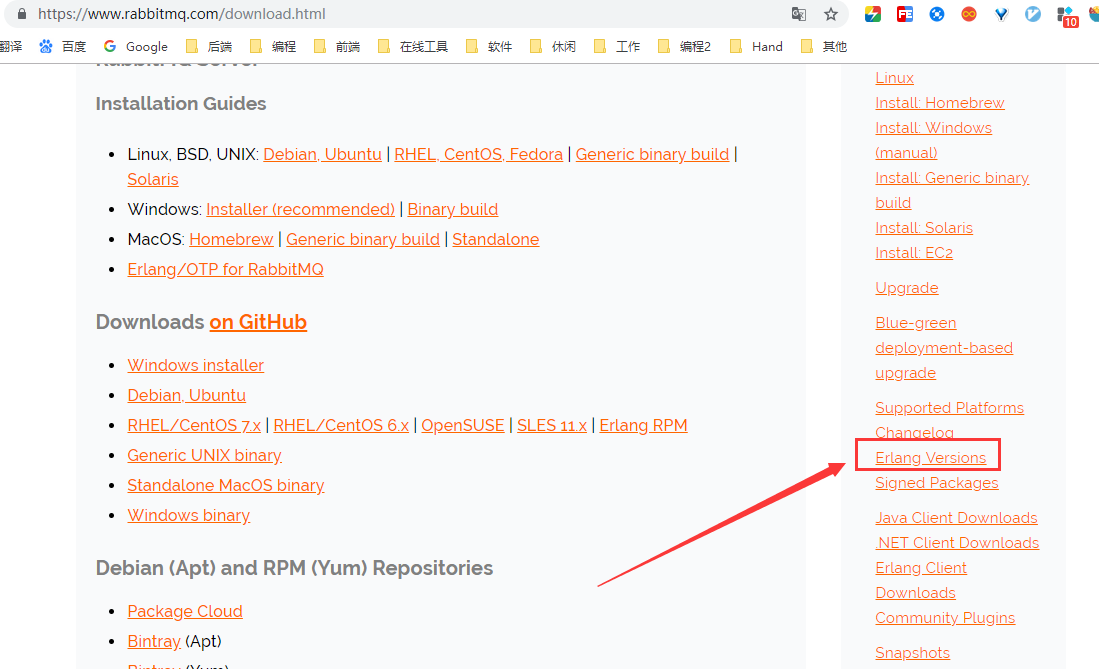 https://www.rabbitmq.com/download.html
10
翻译 百度 Google 后端 编程 前端 在线工具 软件 休闲 工作 编程2 Hand 其他
RabbitMQ Server
Installation Guides
Linux, BSD, UNIX: Debian, Ubuntu | RHEL, CentOS, Fedora | Generic binary build |
Solaris
Windows: Installer (recommended) | Binary build
MacOS: Homebrew | Generic binary build | Standalone
Erlang/OTP for RabbitMQ
Downloads on GitHub
Windows installer
Debian, Ubuntu
RHEL/CentOS 7.x | RHEL/CentOS 6.x | OpenSUSE | SLES 11.x | Erlang RPM
Generic UNIX binary
Standalone MacOS binary
Windows binary
Debian (Apt) and RPM (Yum) Repositories
Package Cloud
Bintray (Apt)
Bintray (Yum)
Linux
Install: Homebrew
Install: Windows
(manual)
Install: Generic binary
build
Install: Solaris
Install: EC2
Upgrade
Blue-green
deployment-based
upgrade
Supported Platforms
Changelog
Erlang Versions
Signed Packages
Java Client Downloads
.NET Client Downloads
Erlang Client
Downloads
Community Plugins
Snapshots